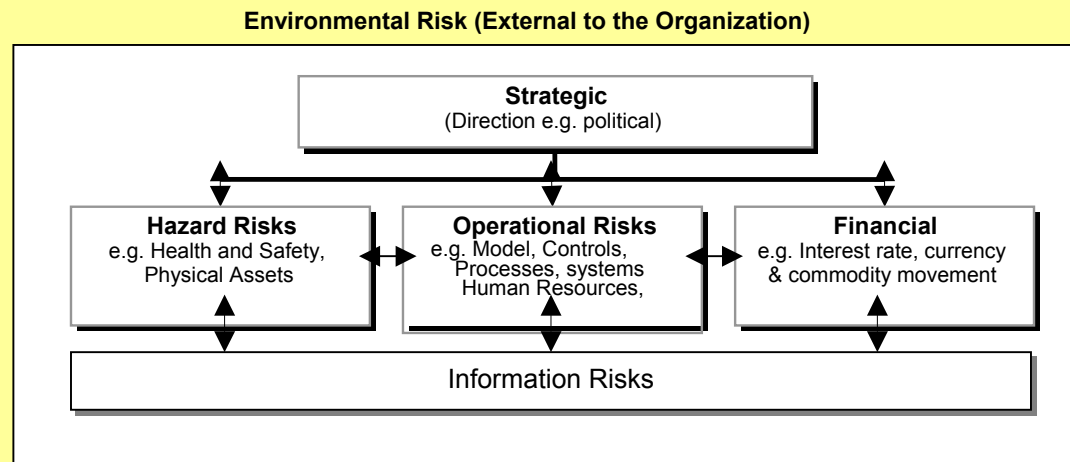 Environmental Risk (External to the Organization)
Strategic
(Direction e.g. political)
Hazard Risks
e.g. Health and Safety,
Physical Assets
Operational Risks
e.g. Model, Controls,
Processes, systems
Human Resources,
Financial
e.g. Interest rate, currency
& commodity movement
Information Risks